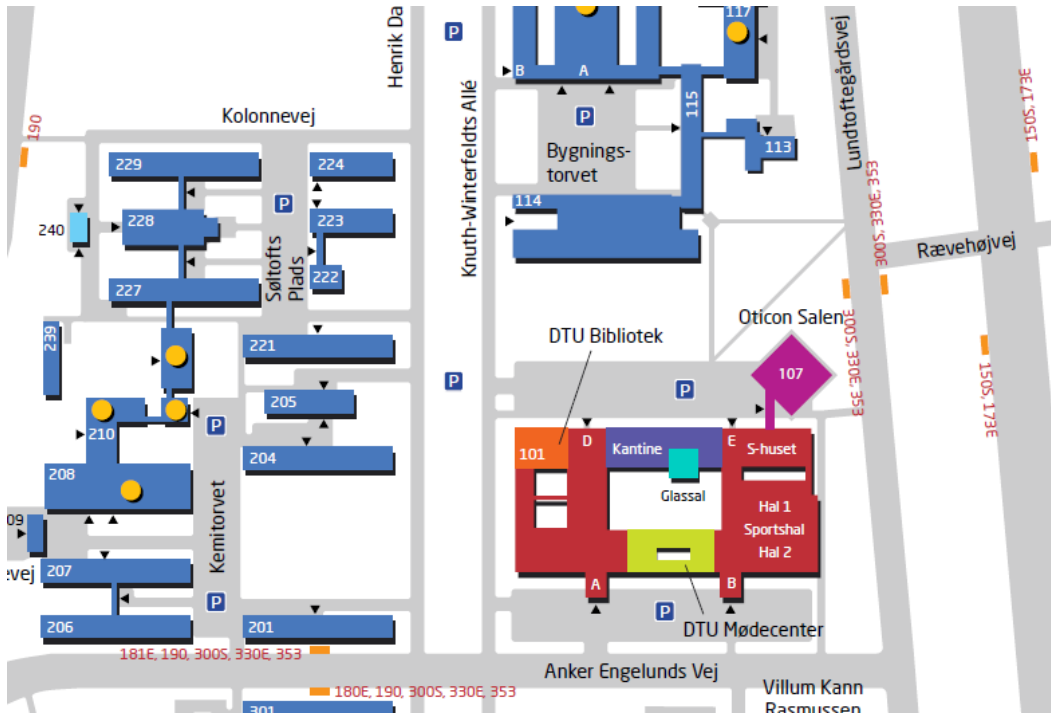 Henrik Da
P
B
A
117
190
Kolonnevej
Knuth-Winterfeldts Allé
P
115
113
Lundtoftegårdsvej
150S, 173E
229
224
Bygnings-
torvet
228
P
223
114
300S, 330E, 353
240
Søltofts
Plads
222
Rævehøjvej
227
239
221
DTU Bibliotek
Oticon Salen
300S, 330E, 353
150S, 173E
P
P
107
205
210
P
204
101
D
Kantine
E
S-huset
208
Glassal
Hal 1
Sportshal
Hal 2
09
Kemitorvet
evej
207
A
B
P
P
206
201
DTU Mødecenter
181E, 190, 300S, 330E, 353
Anker Engelunds Vej
180E, 190, 300S, 330E, 353
Villum Kann
Rasmussen
301